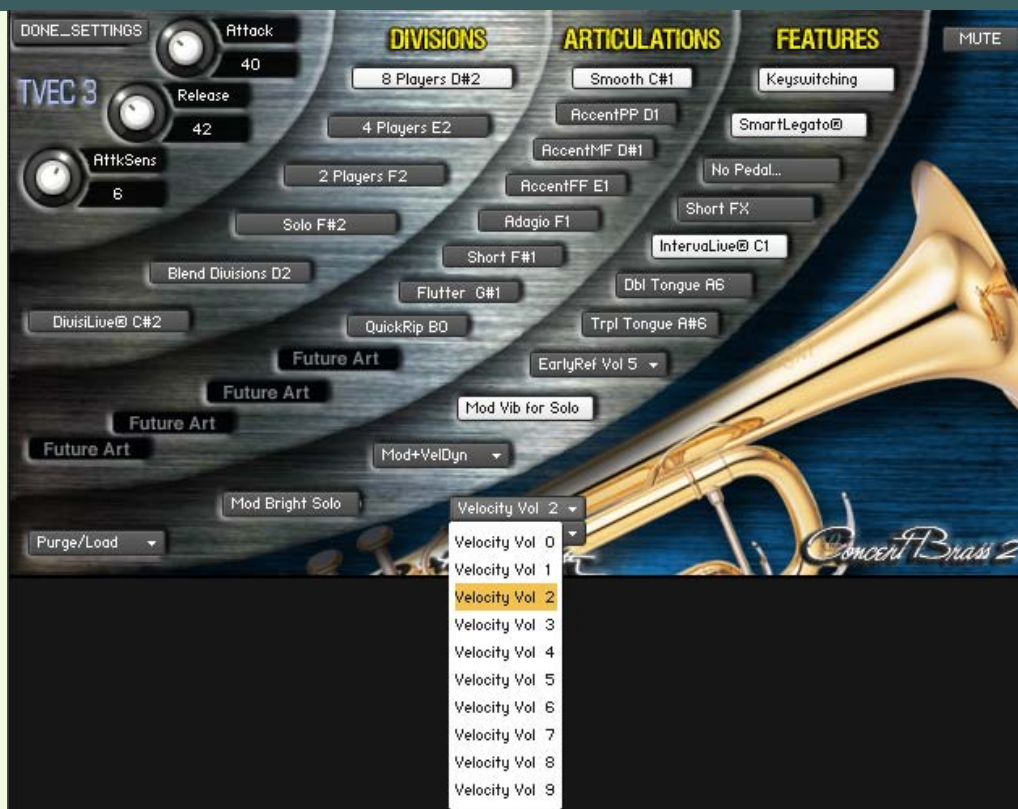 DONE_SETTINGS
Attack
40
TVEC 3
Release
42
AttkSens
6
DIVISIONS
8 Players D#2
4 Players E2
2 Players F2
Solo F#2
Blend Divisions D2
DivisiLive® C#2
ARTICULATIONS
Smooth C#1
AccentPP D1
AccentMF D#1
AccentFF E1
Adagio F1
Short F#1
Flutter G#1
QuickRip B0
Future Art
Future Art
Future Art
Future Art
FEATURES
Keyswitching
SmartLegato®
No Pedal...
Short FX
IntervaLive® C1
Dbl Tongue A6
Trpl Tongue A#6
EarlyRef Vol 5
Mod Vib for Solo
Mod+VelDyn
Mod Bright Solo
Purge/Load
MUTE
Velocity Vol 2
Velocity Vol 0
Velocity Vol 1
Velocity Vol 2
Velocity Vol 3
Velocity Vol 4
Velocity Vol 5
Velocity Vol 6
Velocity Vol 7
Velocity Vol 8
Velocity Vol 9
Concert Brass 2